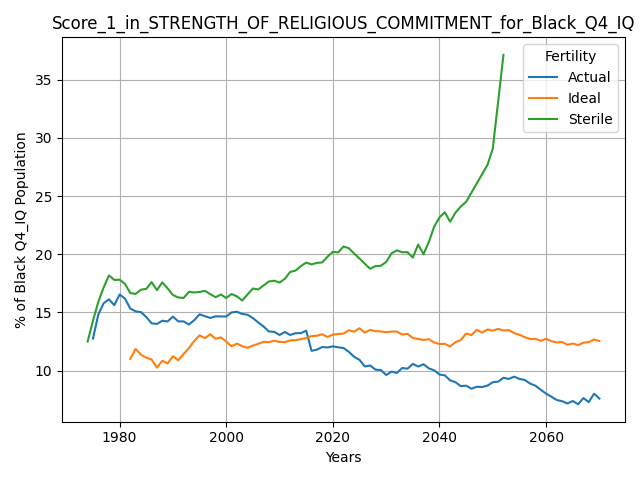 Score_1_in_STRENGTH_OF_RELIGIOUS_COMMITMENT_for_Black_Q4_IQ
Fertility
Actual
Ideal
Sterile
% of Black Q4_IQ Population
35
30
25
20
15
10
1980
2000
2020
2040
2060
Years